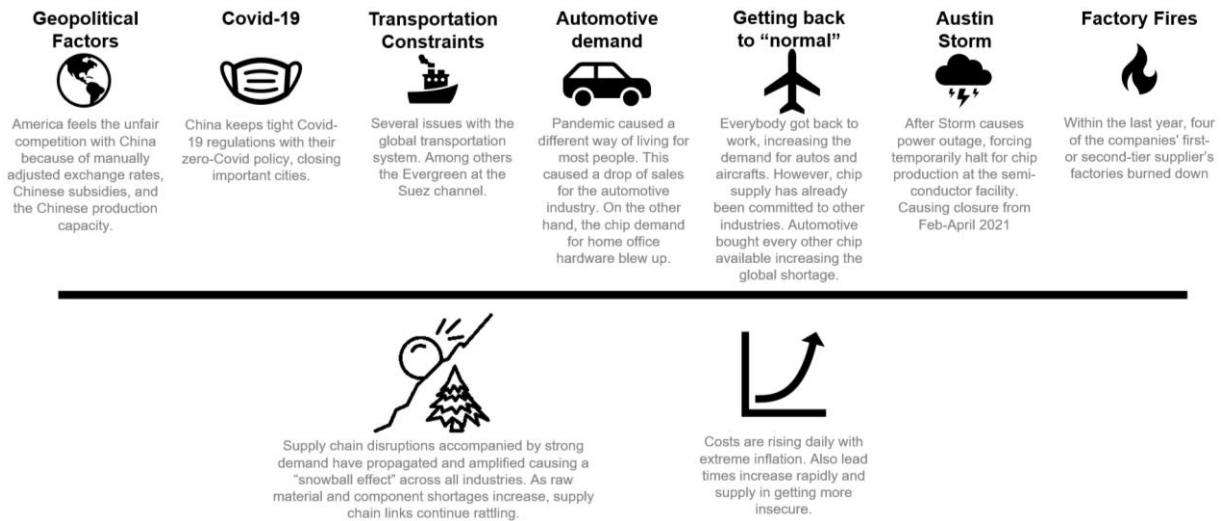 Geopolitical
Factors
America feels the unfair
competition with China
because of manually
adjusted exchange rates,
Chinese subsidies, and
the Chinese production
capacity.
Covid-19
China keeps tight Covid-
19 regulations with their
zero-Covid policy, closing
important cities.
Transportation
Constraints
Several issues with the
global transportation
system. Among others
the Evergreen at the
Suez channel.
Automotive
demand
Pandemic caused a
different way of living for
most people. This
caused a drop of sales
for the automotive
industry. On the other
hand, the chip demand
for home office
hardware blew up.
Getting back
to “normal”
Everybody got back to
work, increasing the
demand for autos and
aircrafts. However, chip
supply has already
been committed to other
industries. Automotive
bought every other chip
available increasing the
global shortage.
Austin
Storm
After Storm causes
power outage, forcing
temporarily halt for chip
production at the semi-
conductor facility.
Causing closure from
Feb-April 2021
Factory Fires
Within the last year, four
of the companies' first-
or second-tier supplier's
factories burned down
Supply chain disruptions accompanied by strong
demand have propagated and amplified causing a
“snowball effect” across all industries. As raw
material and component shortages increase, supply
chain links continue rattling.
Costs are rising daily with
extreme inflation. Also lead
times increase rapidly and
supply in getting more
insecure.